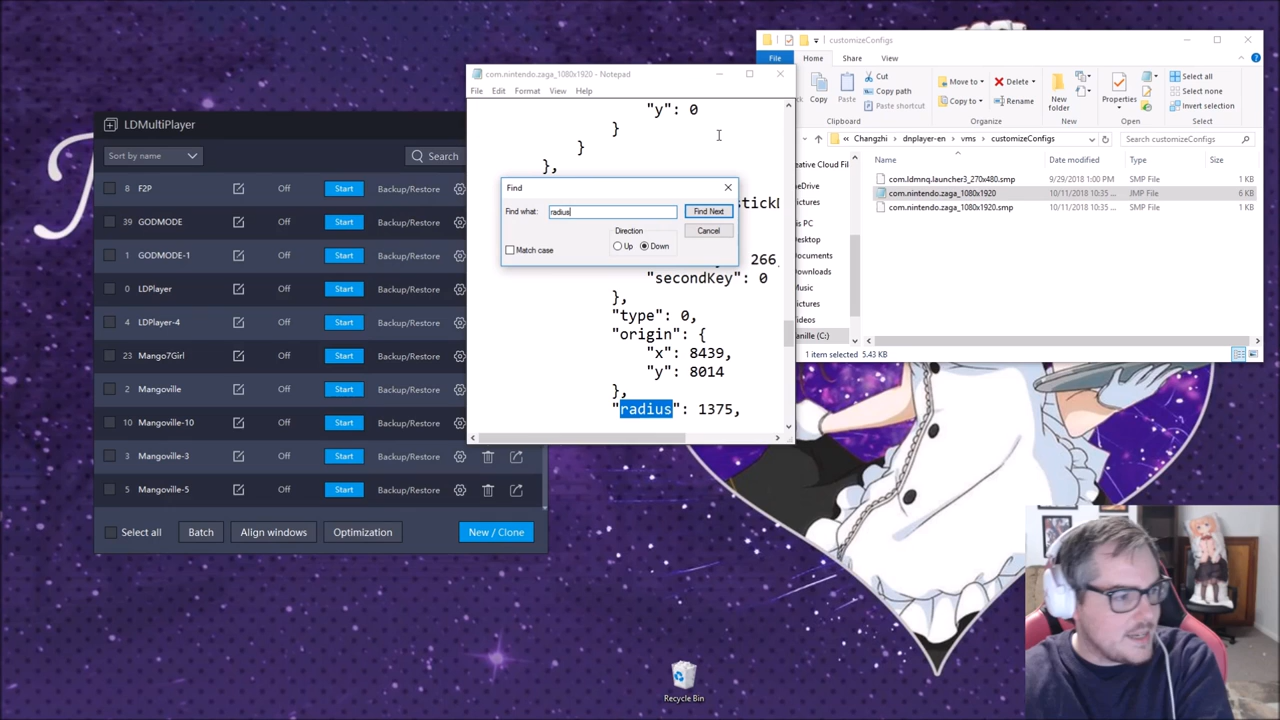 LDMultiPlayer
Sort by name
Search
8 F2P Off Start Backup/Restore
39 GODMODE Off Start Backup/Restore
1 GODMODE-1 Off Start Backup/Restore
0 LDPlayer Off Start Backup/Restore
4 LDPlayer-4 Off Start Backup/Restore
23 Mango7Girl Off Start Backup/Restore
2 Mangoville Off Start Backup/Restore
10 Mangoville-10 Off Start Backup/Restore
3 Mangoville-3 Off Start Backup/Restore
5 Mangoville-5 Off Start Backup/Restore
Select all Batch Align windows Optimization New / Clone
com.nintendo.zaga_1080x1920 - Notepad
File Edit Format View Help
"y": 0
}
}
},
266,
"secondKey": 0
},
"type": 0,
"origin": {
"x": 8439,
"y": 8014
},
"radius": 1375,
Find
Find what: radius
Find Next
Direction
Cancel
Match case
Up Down
customizeConfigs
File Home Share View
Copy
Paste
Cut
Copy path
Paste shortcut
Clipboard
Move to
Copy to
Delete
Rename
Organize
New folder
New
Properties
Open
Select all
Select none
Invert selection
Select
Changzhi dnplayer-en vms customizeConfigs
Search customizeConfigs
Name Date modified Type Size
com.ldmnq.launcher3_270x480.smp 9/29/2018 1:00 PM SMP File 1 KB
com.nintendo.zaga_1080x1920 10/11/2018 10:35 ... JMP File 6 KB
com.nintendo.zaga_1080x1920.smp 10/11/2018 10:35 ... SMP File 1 KB
reative Cloud Fil
neDrive
is PC
Documents
Downloads
Music
ictures
ideos
anille (C:)
1 item selected 5.43 KB
Recycle Bin